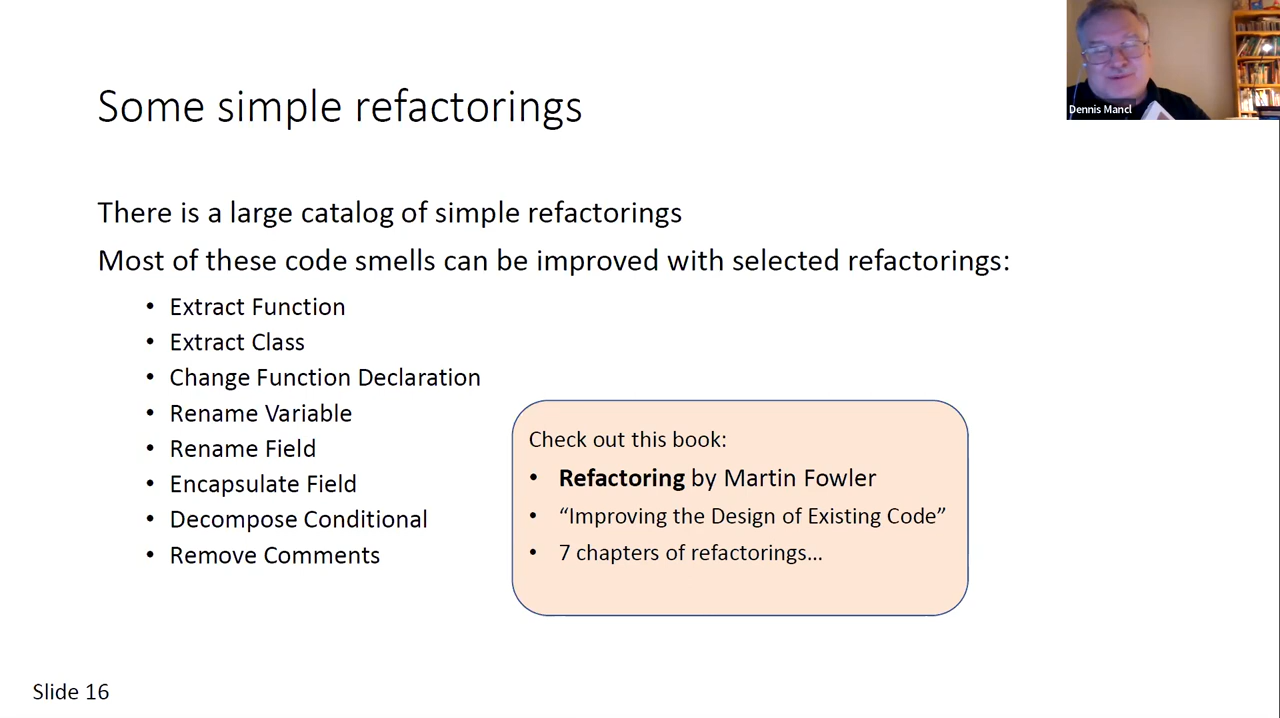 Some simple refactorings
Dennis Mancl
There is a large catalog of simple refactorings
Most of these code smells can be improved with selected refactorings:
• Extract Function
• Extract Class
• Change Function Declaration
• Rename Variable
• Rename Field
• Encapsulate Field
• Decompose Conditional
• Remove Comments
Check out this book:
• Refactoring by Martin Fowler
• “Improving the Design of Existing Code”
• 7 chapters of refactorings...
Slide 16